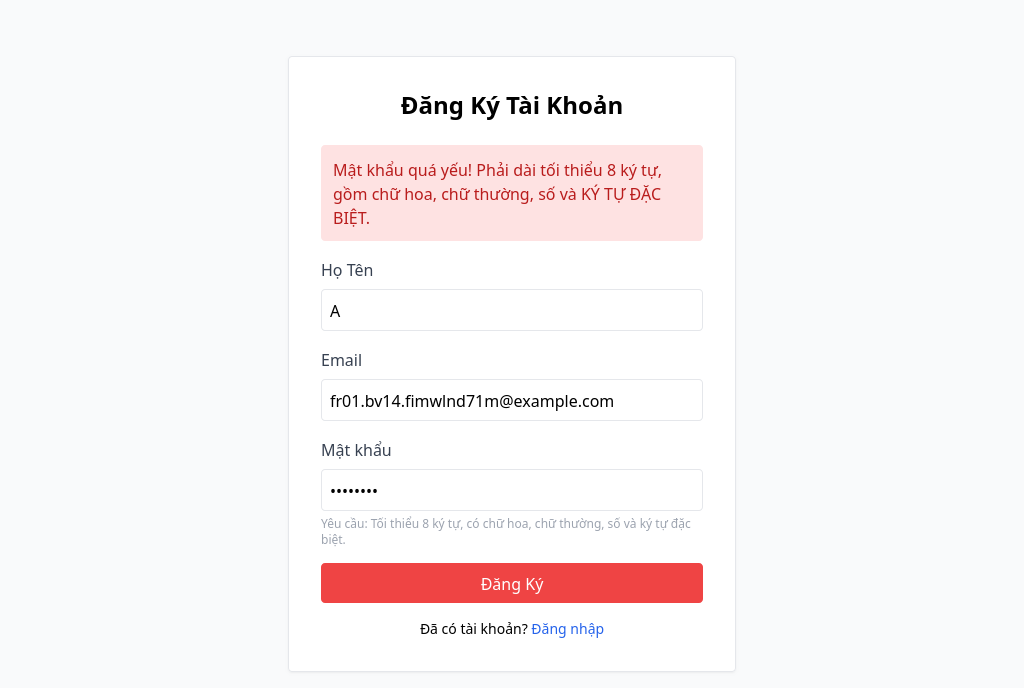 Đăng Ký Tài Khoản
Mật khẩu quá yếu! Phải dài tối thiểu 8 ký tự,
gồm chữ hoa, chữ thường, số và KÝ TỰ ĐẶC
BIỆT.
Họ Tên
A
Email
fr01.bv14.fimwlnd71m@example.com
Mật khẩu
••••••••
Yêu cầu: Tối thiểu 8 ký tự, có chữ hoa, chữ thường, số và ký tự đặc
biệt.
Đăng Ký
Đã có tài khoản? Đăng nhập